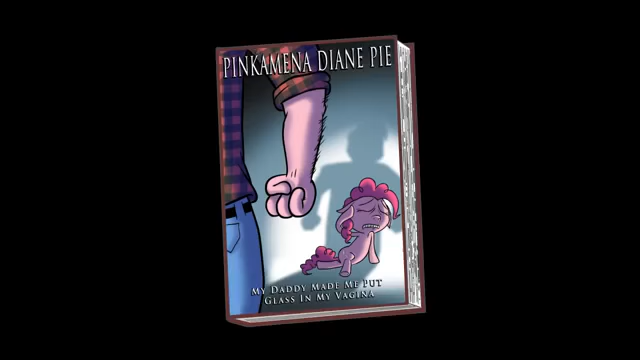 PINKAMENA DIANE PIE
MY DADDY MADE ME PUT
GLASS IN MY VAGINA